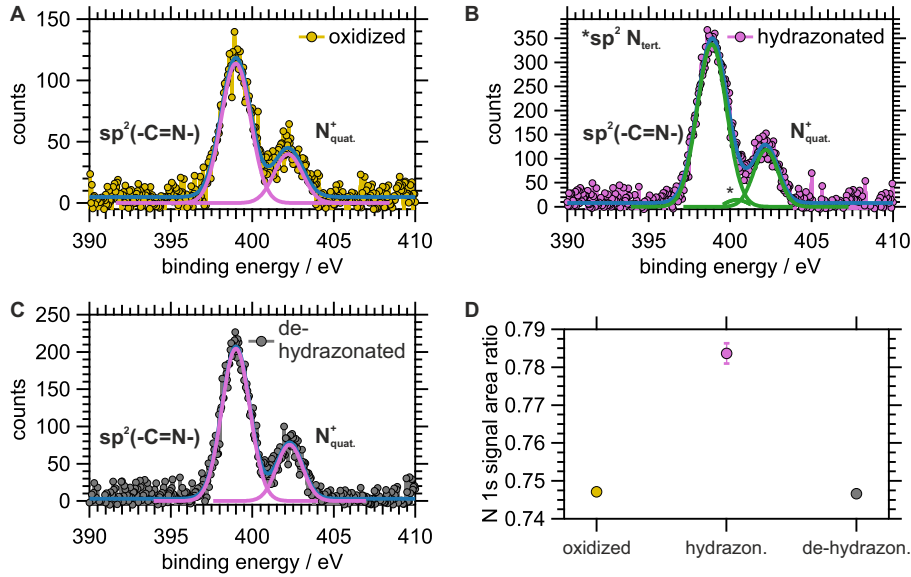 A
150
100
50
0
counts
oxidized
sp²(-C=N-)
N⁺quat.
390 395 400 405 410
binding energy / eV
B
350
300
250
200
150
100
50
0
counts
*sp² Ntert.
hydrazonated
sp²(-C=N-)
N⁺quat.
*
390 395 400 405 410
binding energy / eV
C
250
200
150
100
50
0
counts
de-
hydrazonated
sp²(-C=N-)
N⁺quat.
390 395 400 405 410
binding energy / eV
D
0.79
0.78
0.77
0.76
0.75
0.74
N 1s signal area ratio
oxidized hydrazon. de-hydrazon.